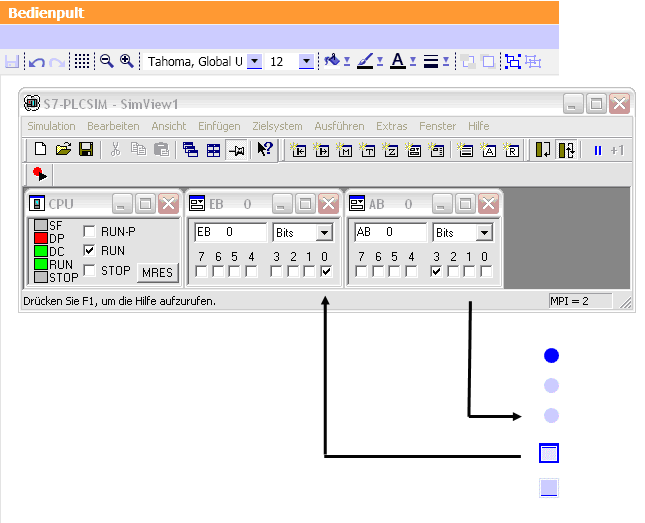 Bedienpult
Tahoma, Global U 12
A
S7-PLCSIM - SimView1
Simulation Bearbeiten Ansicht Einfügen Zielsystem Ausführen Extras Fenster Hilfe
+1
CPU
EB 0
AB 0
SF
DP
DC
RUN
STOP
RUN-P
RUN
STOP
MRES
EB 0 Bits
7 6 5 4 3 2 1 0
AB 0 Bits
7 6 5 4 3 2 1 0
Drücken Sie F1, um die Hilfe aufzurufen. MPI = 2